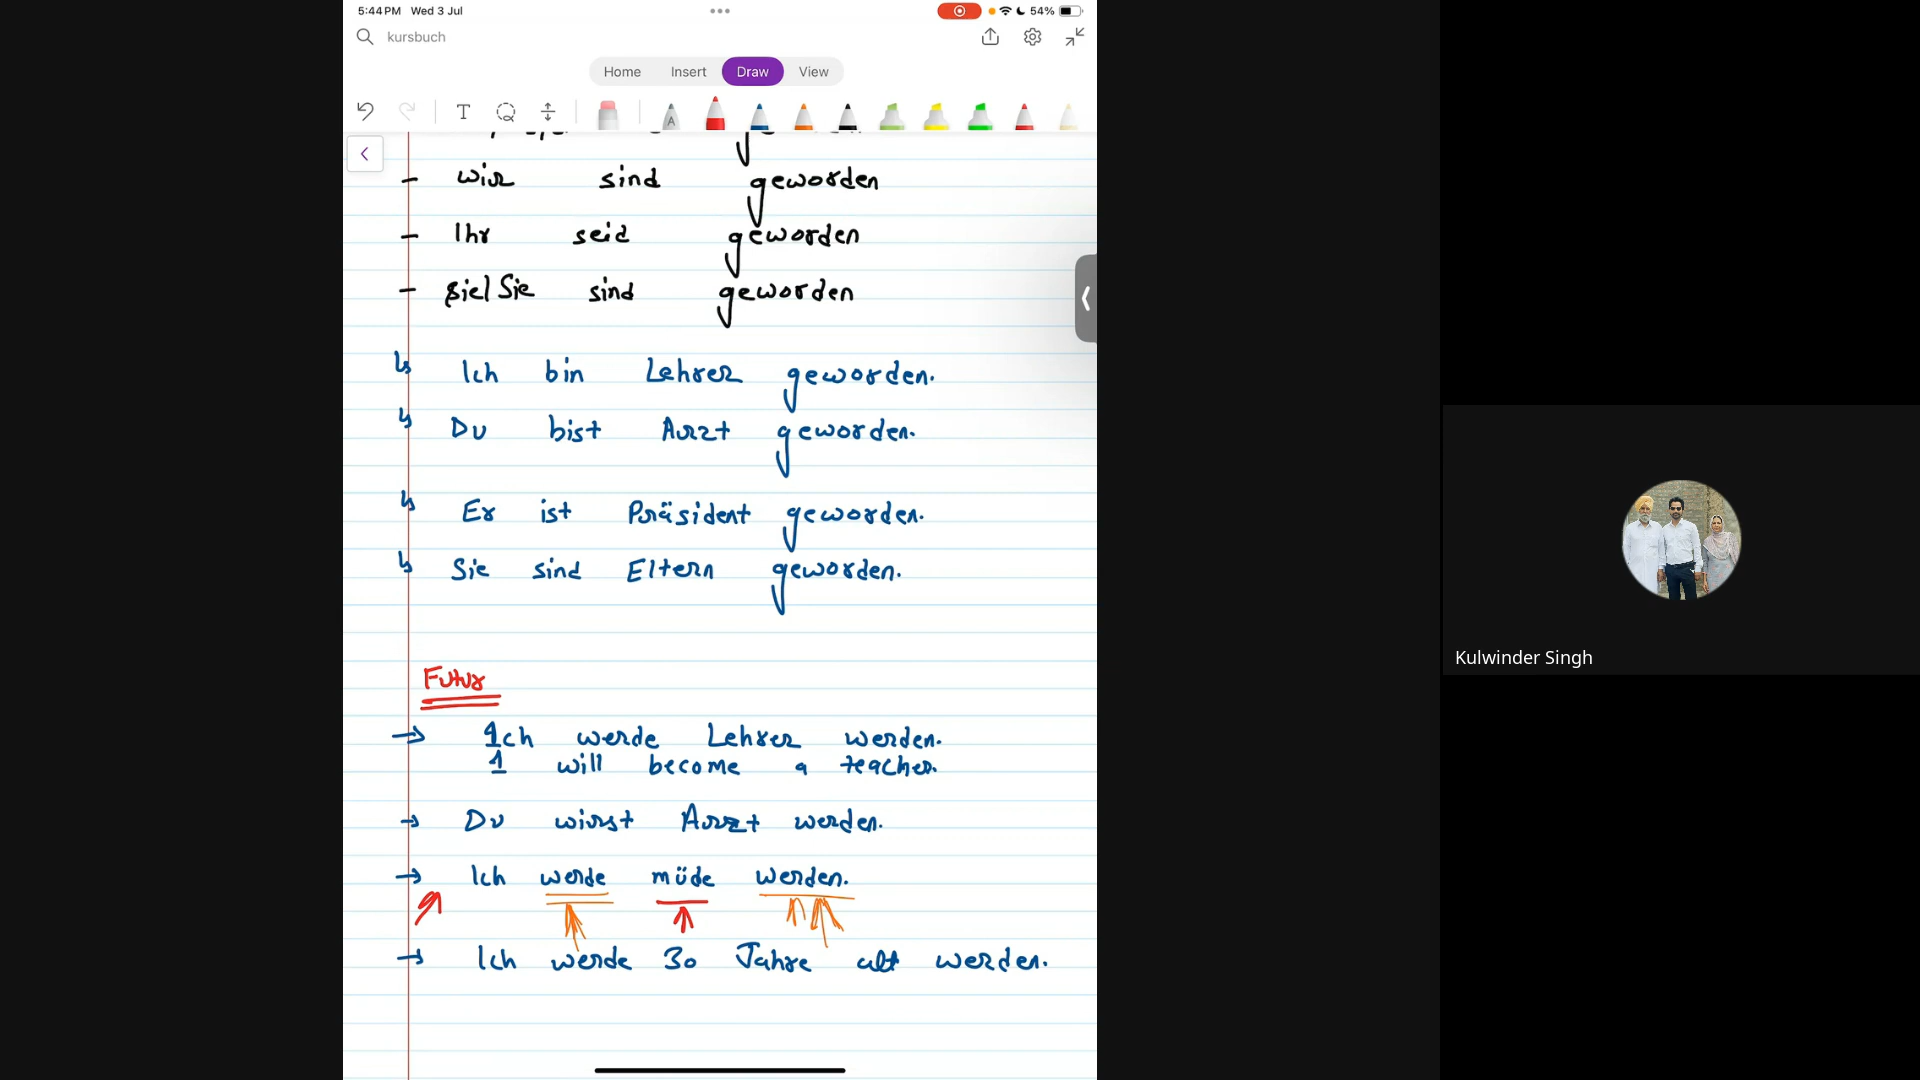 5:44 PM Wed 3 Jul
54%
kursbuch
Home Insert Draw View
A
- wir sind geworden
- Ihr seid geworden
- sie/Sie sind geworden
↳ Ich bin Lehrer geworden.
↳ Du bist Arzt geworden.
↳ Er ist Präsident geworden.
↳ Sie sind Eltern geworden.
Futur
→ Ich werde Lehrer werden.
I will become a teacher.
→ Du wirst Arzt werden.
→ Ich werde müde werden.
→ Ich werde 30 Jahre alt werden.
Kulwinder Singh